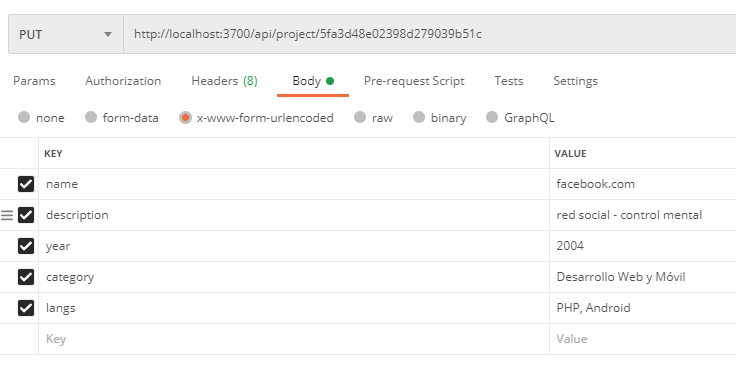 PUT http://localhost:3700/api/project/5fa3d48e02398d279039b51c
Params Authorization Headers (8) Body Pre-request Script Tests Settings
none form-data x-www-form-urlencoded raw binary GraphQL
KEY VALUE
name facebook.com
description red social - control mental
year 2004
category Desarrollo Web y Móvil
langs PHP, Android
Key Value